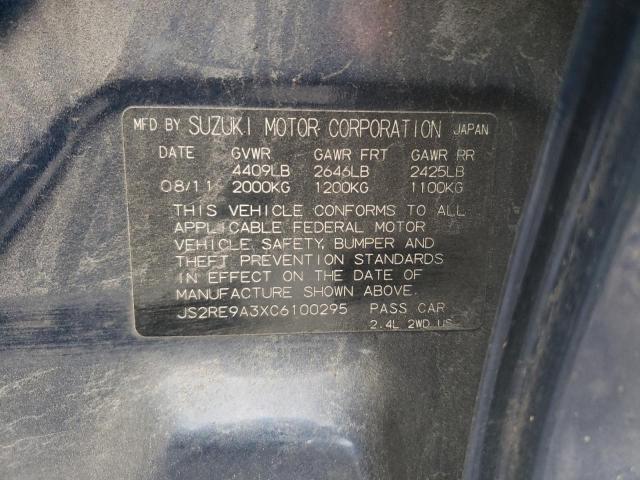 MFD BY SUZUKI MOTOR CORPORATION JAPAN
DATE GVWR GAWR FRT GAWR RR
4409LB 2646LB 2425LB
08/11 2000KG 1200KG 1100KG
THIS VEHICLE CONFORMS TO ALL
APPLICABLE FEDERAL MOTOR
VEHICLE SAFETY, BUMPER AND
THEFT PREVENTION STANDARDS
IN EFFECT ON THE DATE OF
MANUFACTURE SHOWN ABOVE.
JS2RE9A3XC6100295 PASS CAR
2.4L 2WD US